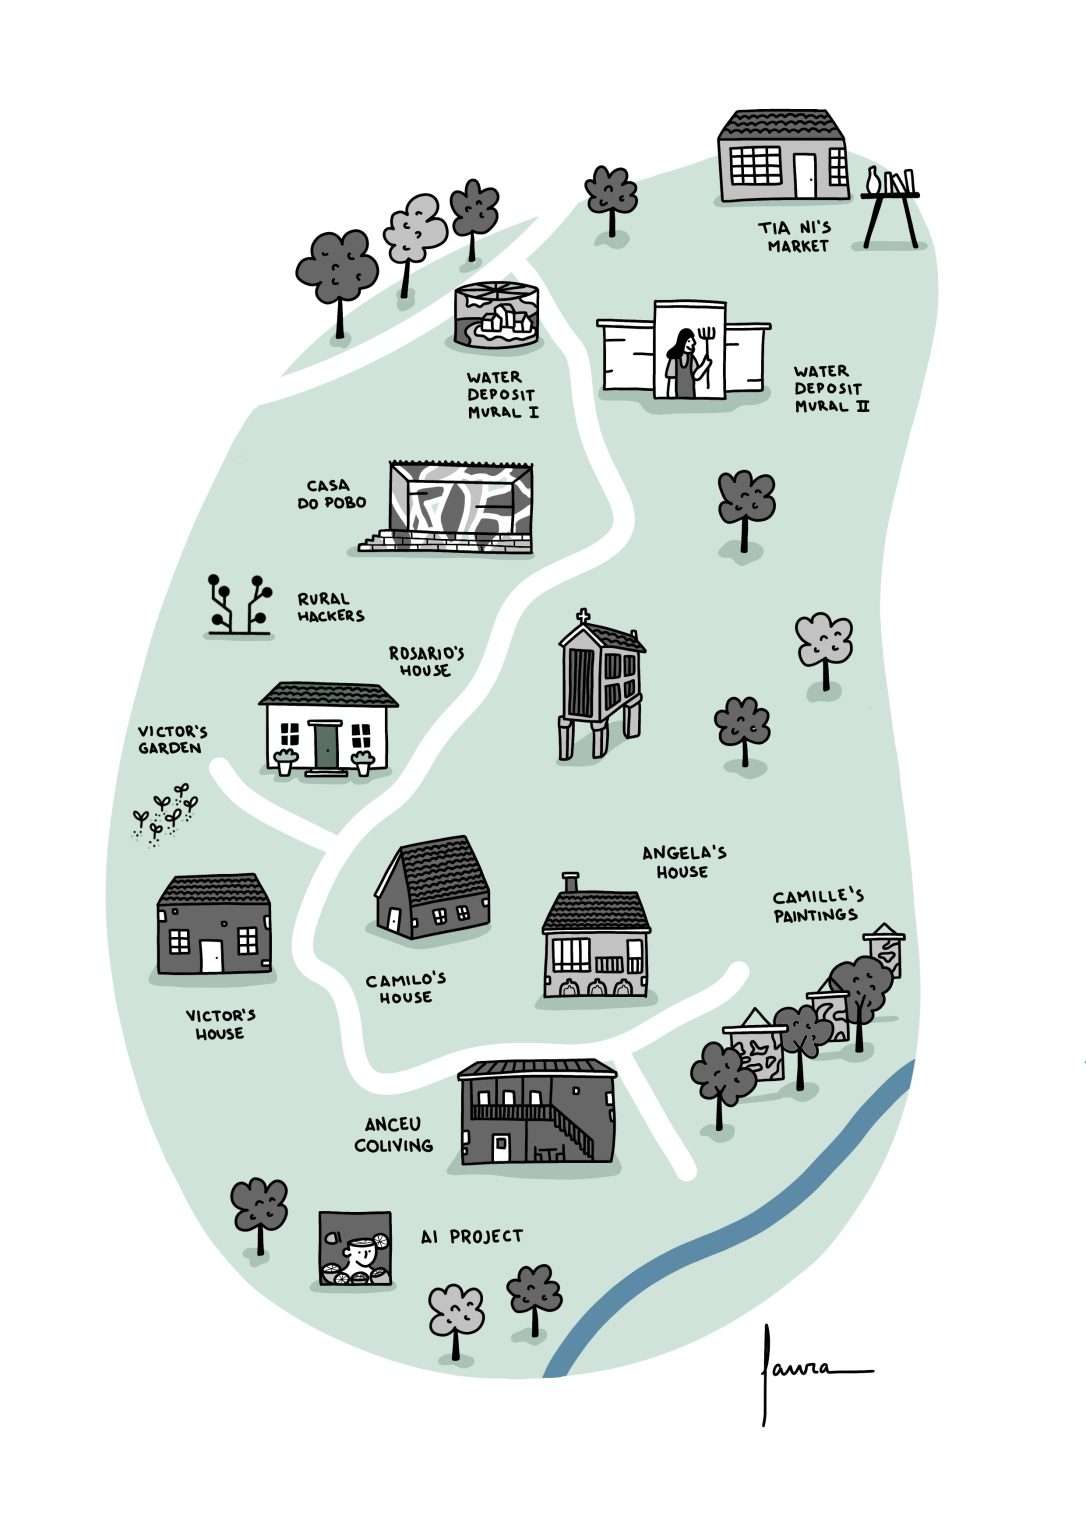 TIA NI'S
MARKET
WATER
DEPOSIT
MURAL I
WATER
DEPOSIT
MURAL II
CASA
DO POBO
RURAL
HACKERS
ROSARIO'S
HOUSE
VICTOR'S
GARDEN
ANGELA'S
HOUSE
CAMILLE'S
PAINTINGS
CAMILO'S
HOUSE
VICTOR'S
HOUSE
ANCEU
COLIVING
AI PROJECT
Laura